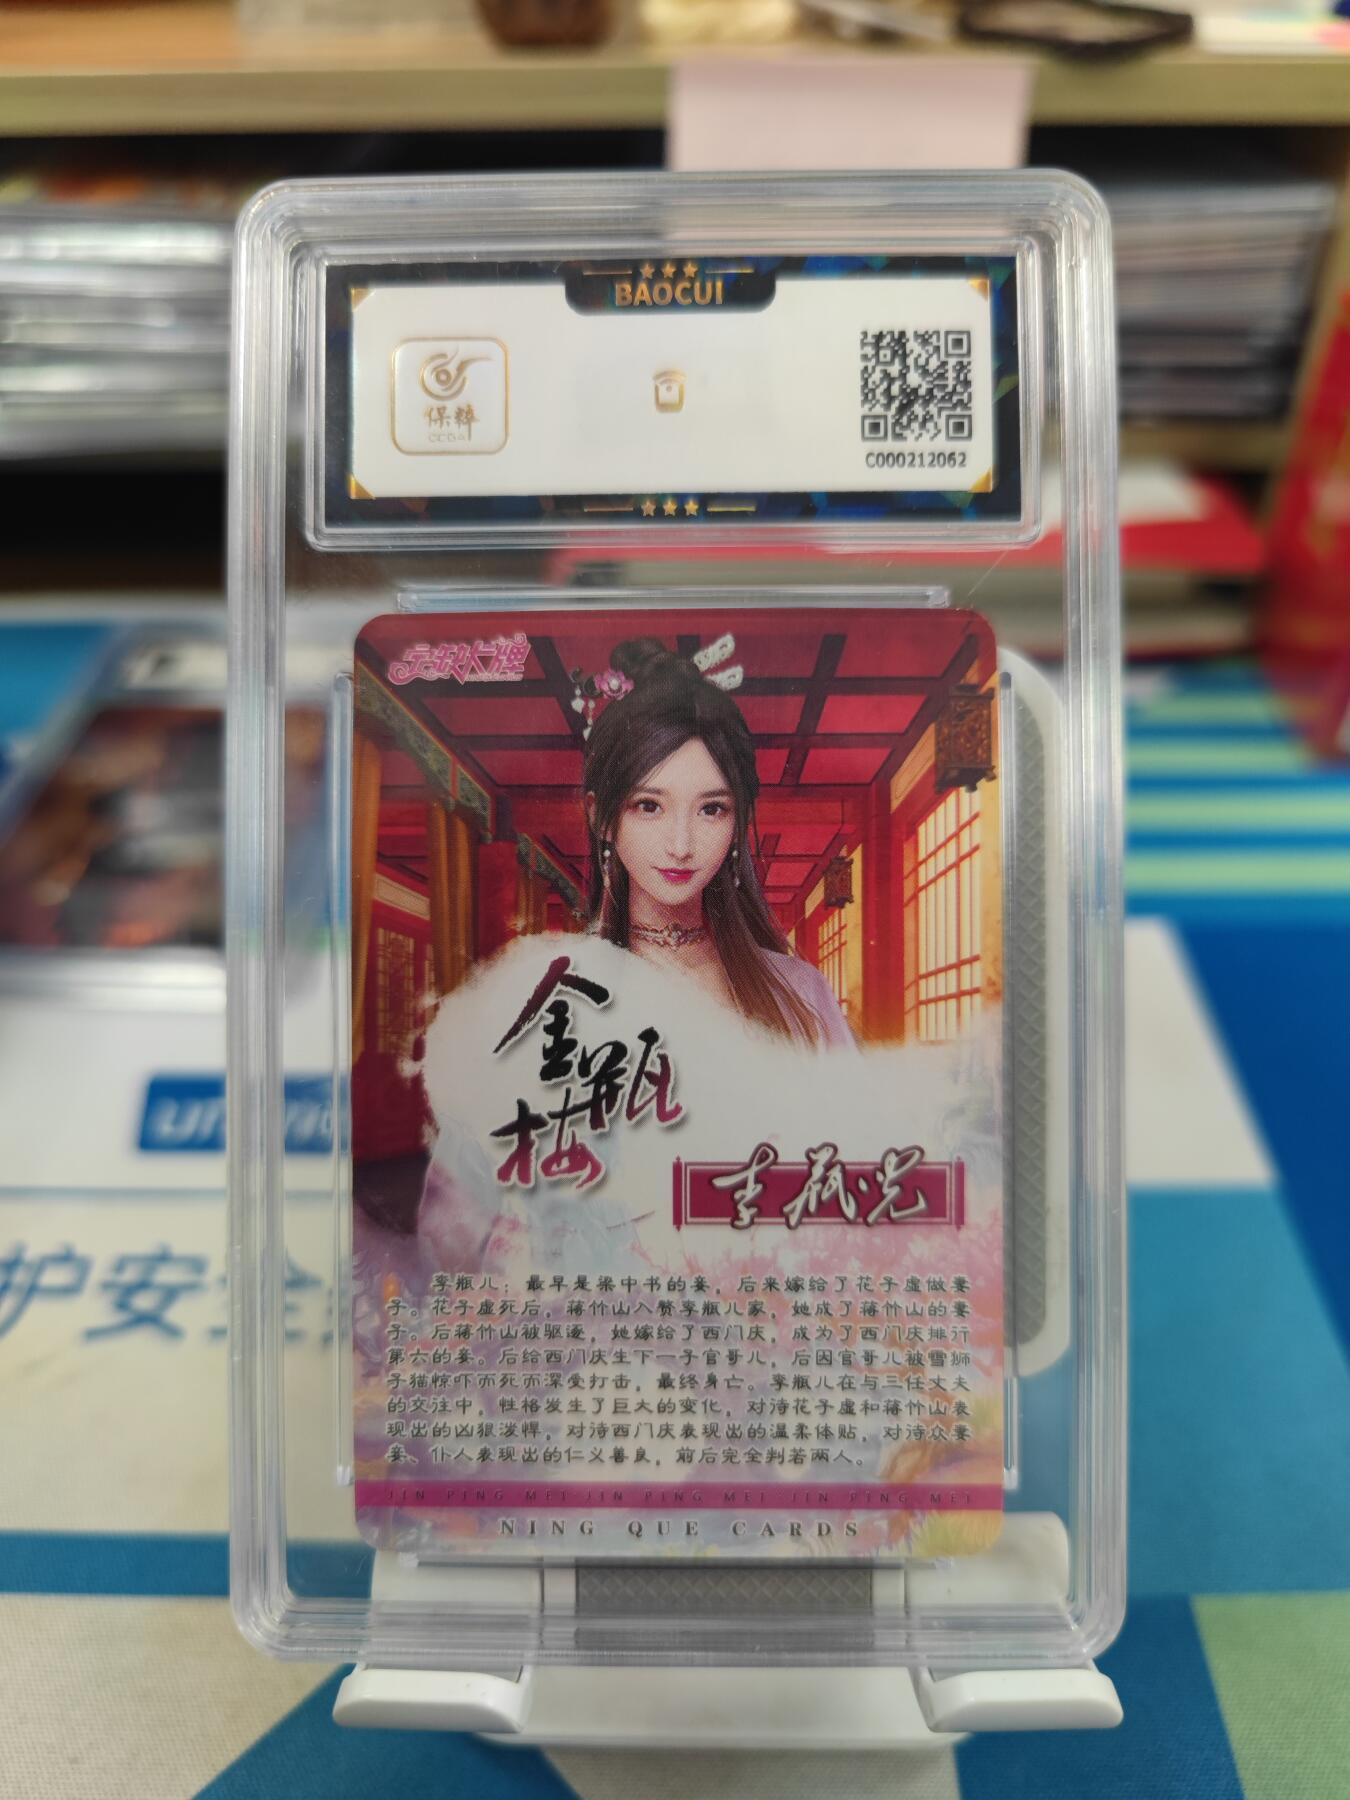 BAOCUI
保粹
CCGA
C000212062
宁缺大牌
金瓶梅
李瓶儿
李瓶儿：最早是梁中书的妾，后来嫁给了花子虚做妻
子。花子虚死后，蒋竹山入赘李瓶儿家，她成了蒋竹山的妻
子。后蒋竹山被驱逐，她嫁给了西门庆，成为了西门庆排行
第六的妾。后给西门庆生下一子官哥儿，后因官哥儿被雪狮
子猫惊吓而死而深受打击，最终身亡。李瓶儿在与三任丈夫
的交往中，性格发生了巨大的变化，对待花子虚和蒋竹山表
现出的凶狠泼悍，对待西门庆表现出的温柔体贴，对待众妻
妾、仆人表现出的仁义善良，前后完全判若两人。
JIN PING MEI·JIN PING MEI·JIN PING MEI
NING QUE CARDS
护安全